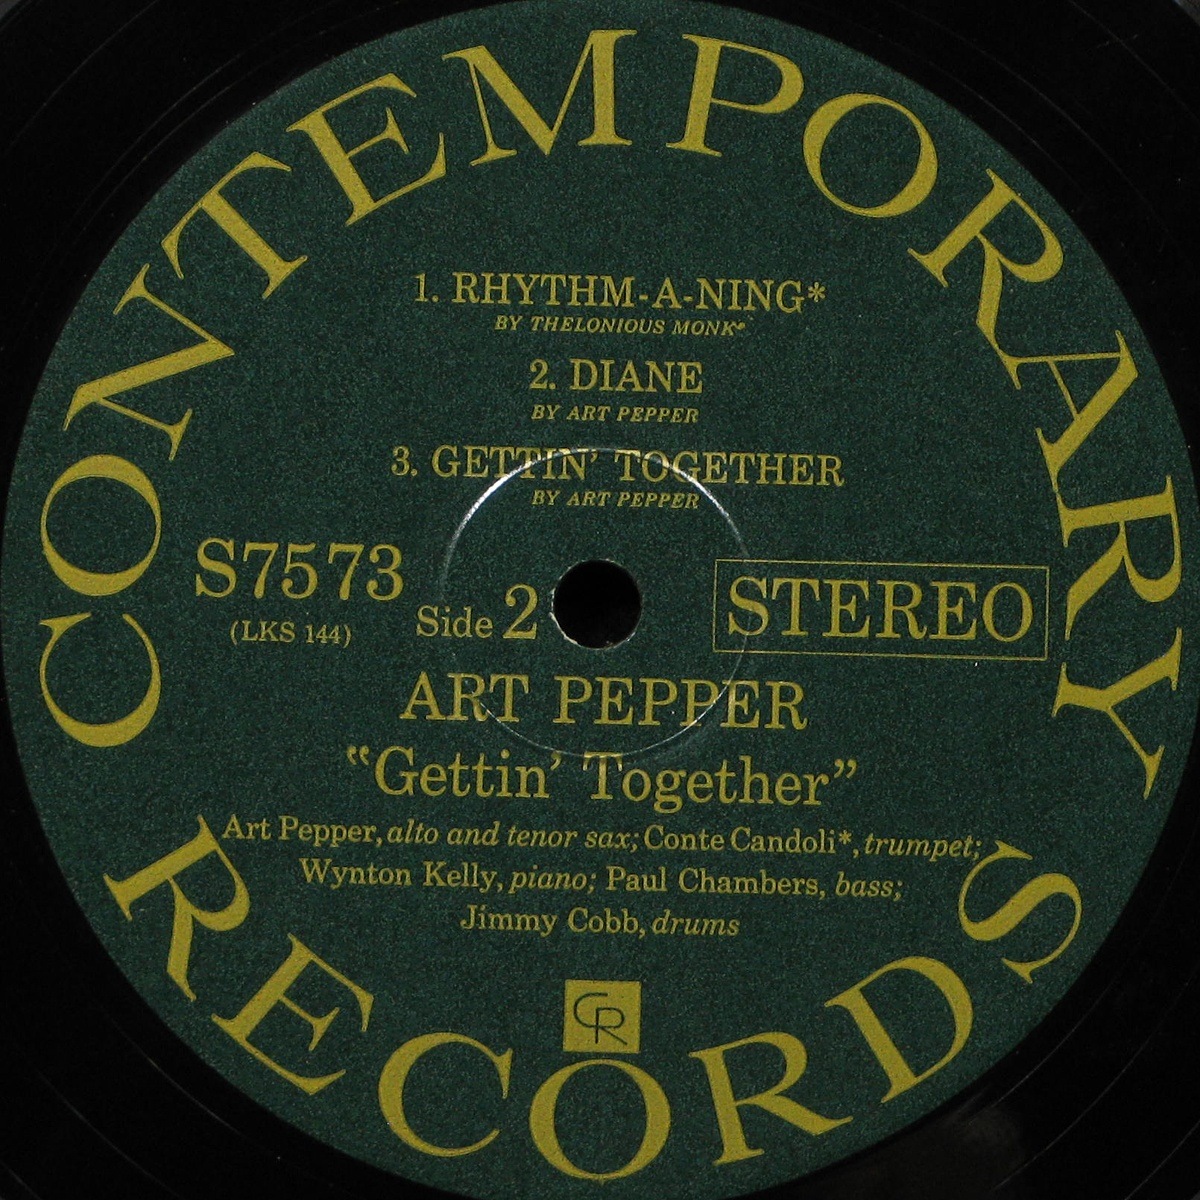 CONTEMPORARY
1. RHYTHM-A-NING*
BY THELONIOUS MONK*
2. DIANE
BY ART PEPPER
3. GETTIN' TOGETHER
BY ART PEPPER
S7573
(LKS 144)
Side 2
STEREO
ART PEPPER
“Gettin’ Together”
Art Pepper, alto and tenor sax; Conte Candoli*, trumpet;
Wynton Kelly, piano; Paul Chambers, bass;
Jimmy Cobb, drums
CR
RECORDS